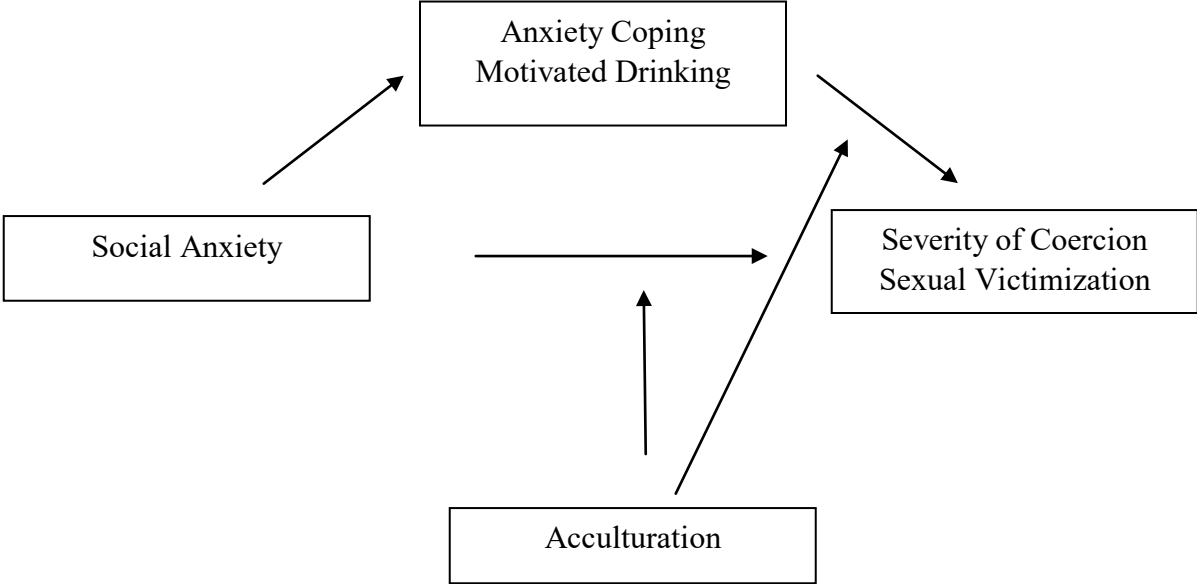 Anxiety Coping
Motivated Drinking
Social Anxiety
Severity of Coercion
Sexual Victimization
Acculturation